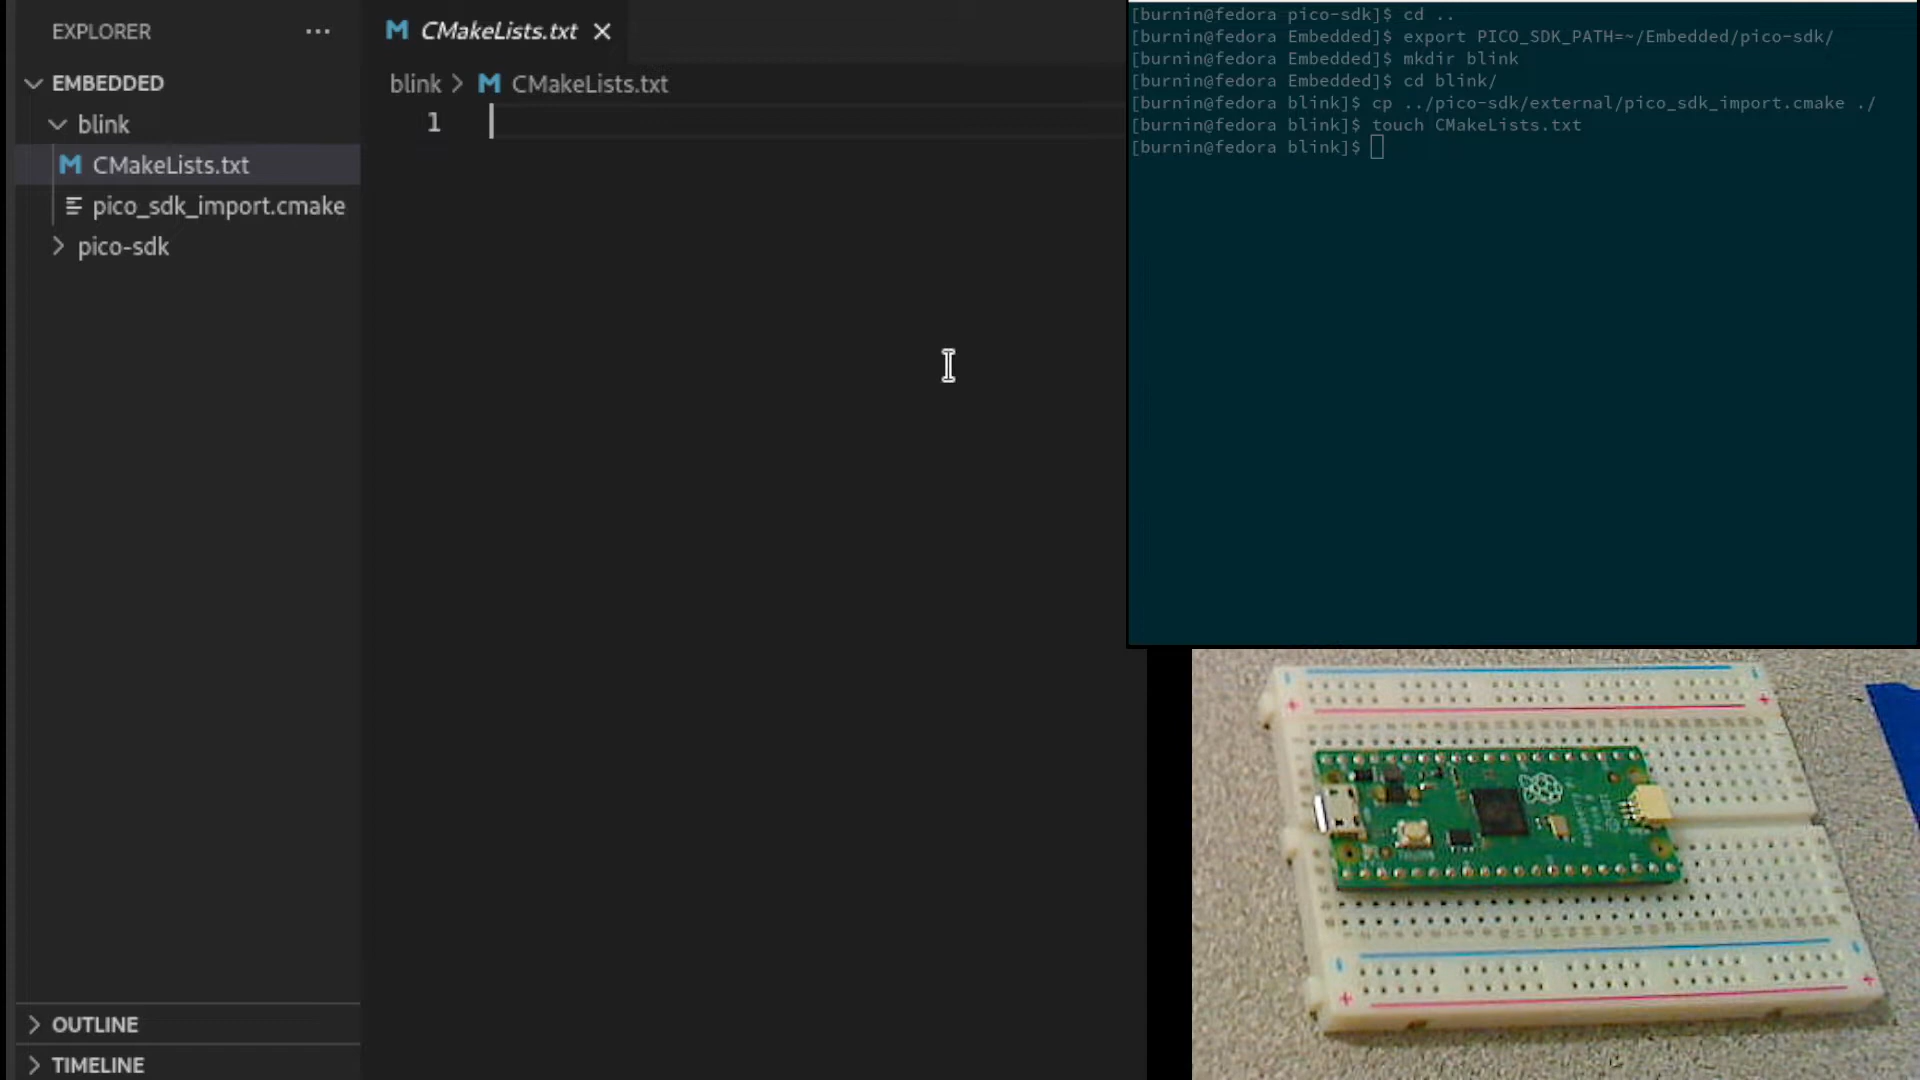 EXPLORER
EMBEDDED
blink
CMakeLists.txt
pico_sdk_import.cmake
pico-sdk
OUTLINE
TIMELINE
CMakeLists.txt
blink > CMakeLists.txt
1
[burnin@fedora pico-sdk]$ cd ..
[burnin@fedora Embedded]$ export PICO_SDK_PATH=~/Embedded/pico-sdk/
[burnin@fedora Embedded]$ mkdir blink
[burnin@fedora Embedded]$ cd blink/
[burnin@fedora blink]$ cp ../pico-sdk/external/pico_sdk_import.cmake ./
[burnin@fedora blink]$ touch CMakeLists.txt
[burnin@fedora blink]$